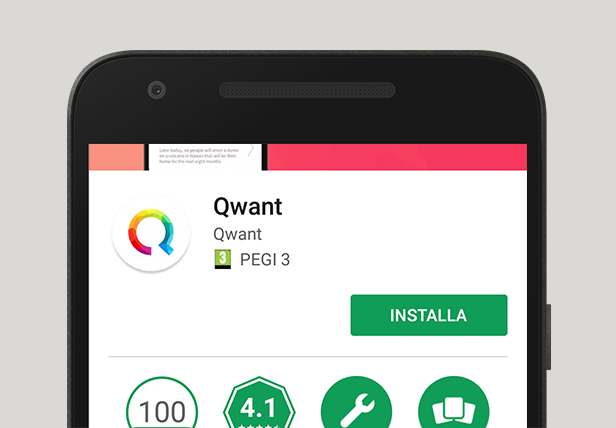 Later today, six people will enter a dome
on a volcano in Hawaii that will be their
home for the next eight months.
Qwant
Qwant
3 PEGI 3
INSTALLA
100
4.1